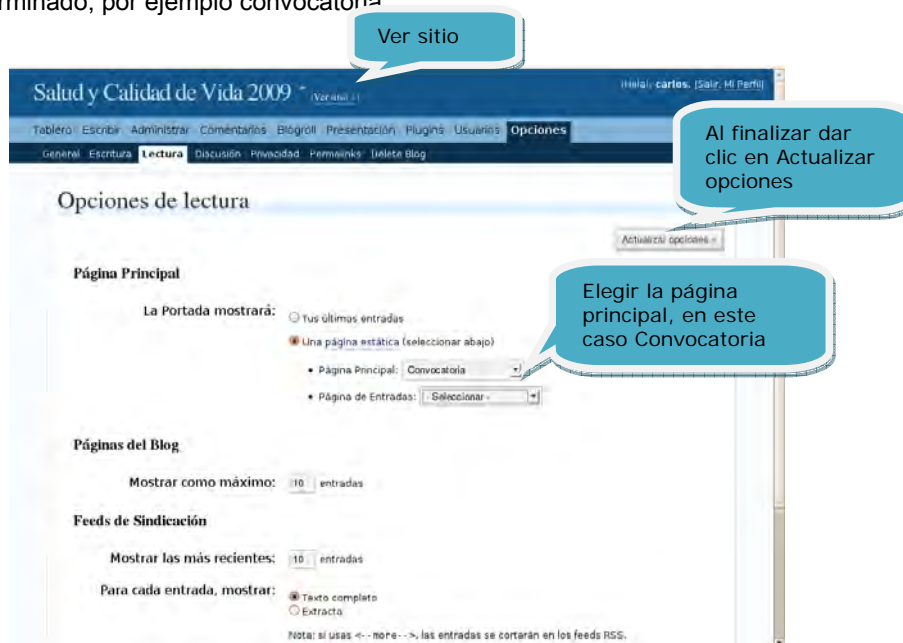 rminado, por ejemplo convocatoria
Ver sitio
Salud y Calidad de Vida 2009
(Ver sitio »)
¡Hola!, carlos. [Salir, Mi Perfil]
Tablero Escribir Administrar Comentarios Blogroll Presentación Plugins Usuarios Opciones
General Escritura Lectura Discusión Privacidad Permalinks Delete Blog
Al finalizar dar
clic en Actualizar
opciones
Opciones de lectura
Actualizar opciones »
Página Principal
La Portada mostrará:
Tus últimas entradas
Una página estática (seleccionar abajo)
• Página Principal: Convocatoria
• Página de Entradas: - Seleccionar -
Elegir la página
principal, en este
caso Convocatoria
Páginas del Blog
Mostrar como máximo: 10 entradas
Feeds de Sindicación
Mostrar las más recientes: 10 entradas
Para cada entrada, mostrar:
Texto completo
Extracto
Nota: si usas <--more-->, las entradas se cortarán en los feeds RSS.